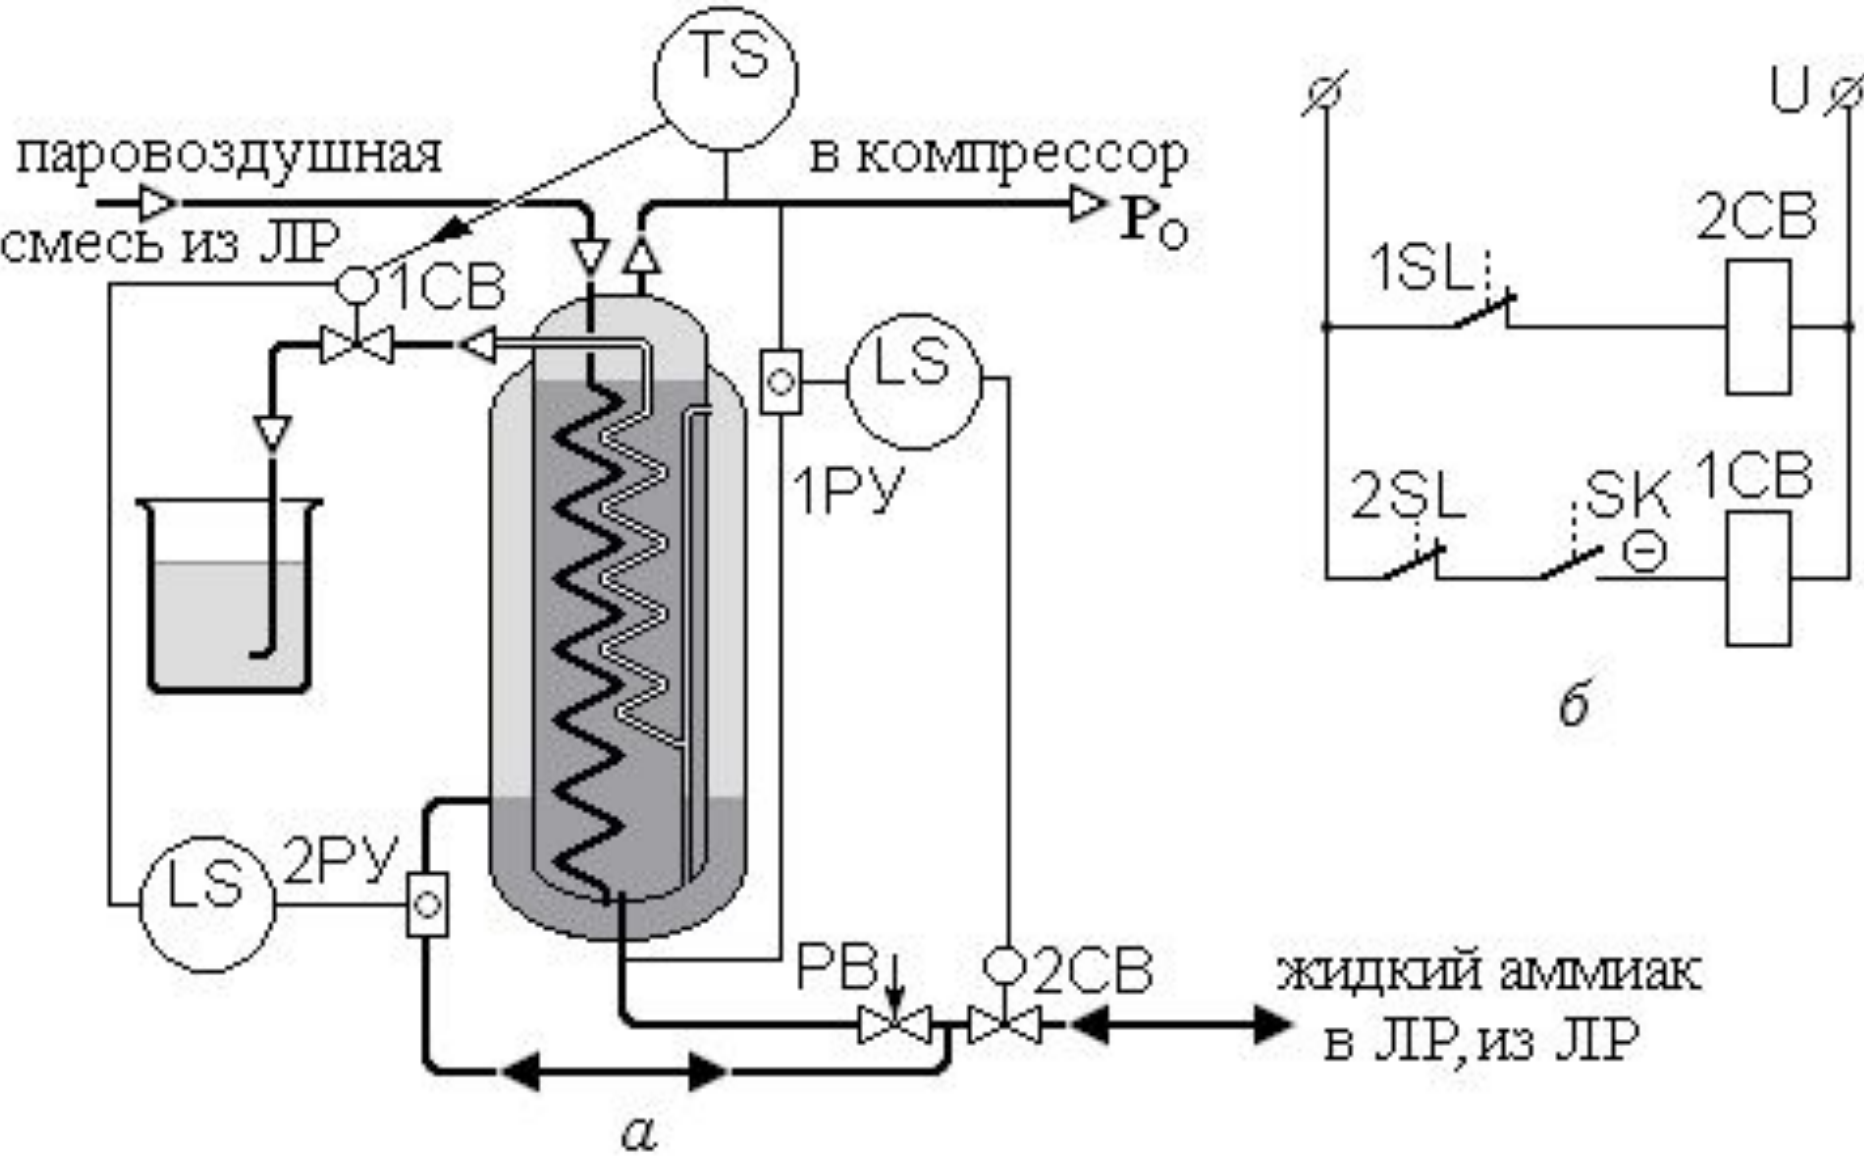 TS
паровоздушная
в компрессор
U
смесь из ЛР
Po
2СВ
1СВ
1SL
LS
1РУ
2SL
SK
1СВ
LS
2РУ
б
РВ
2СВ
жидкий аммиак
в ЛР, из ЛР
а